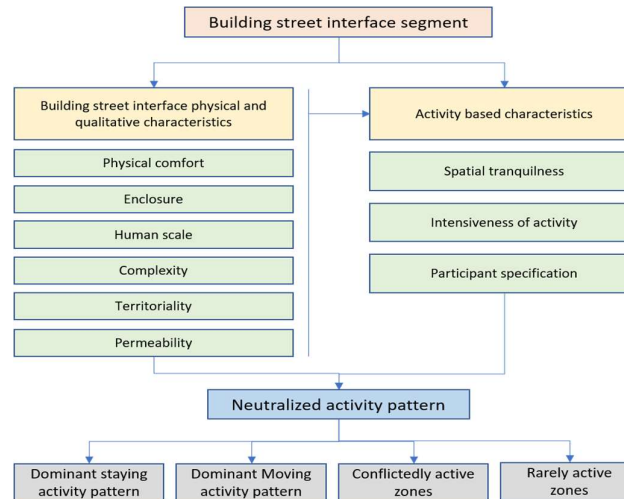 Building street interface segment
Building street interface physical and
qualitative characteristics
Activity based characteristics
Physical comfort
Enclosure
Human scale
Complexity
Territoriality
Permeability
Spatial tranquilness
Intensiveness of activity
Participant specification
Neutralized activity pattern
Dominant staying
activity pattern
Dominant Moving
activity pattern
Conflictedly active
zones
Rarely active
zones